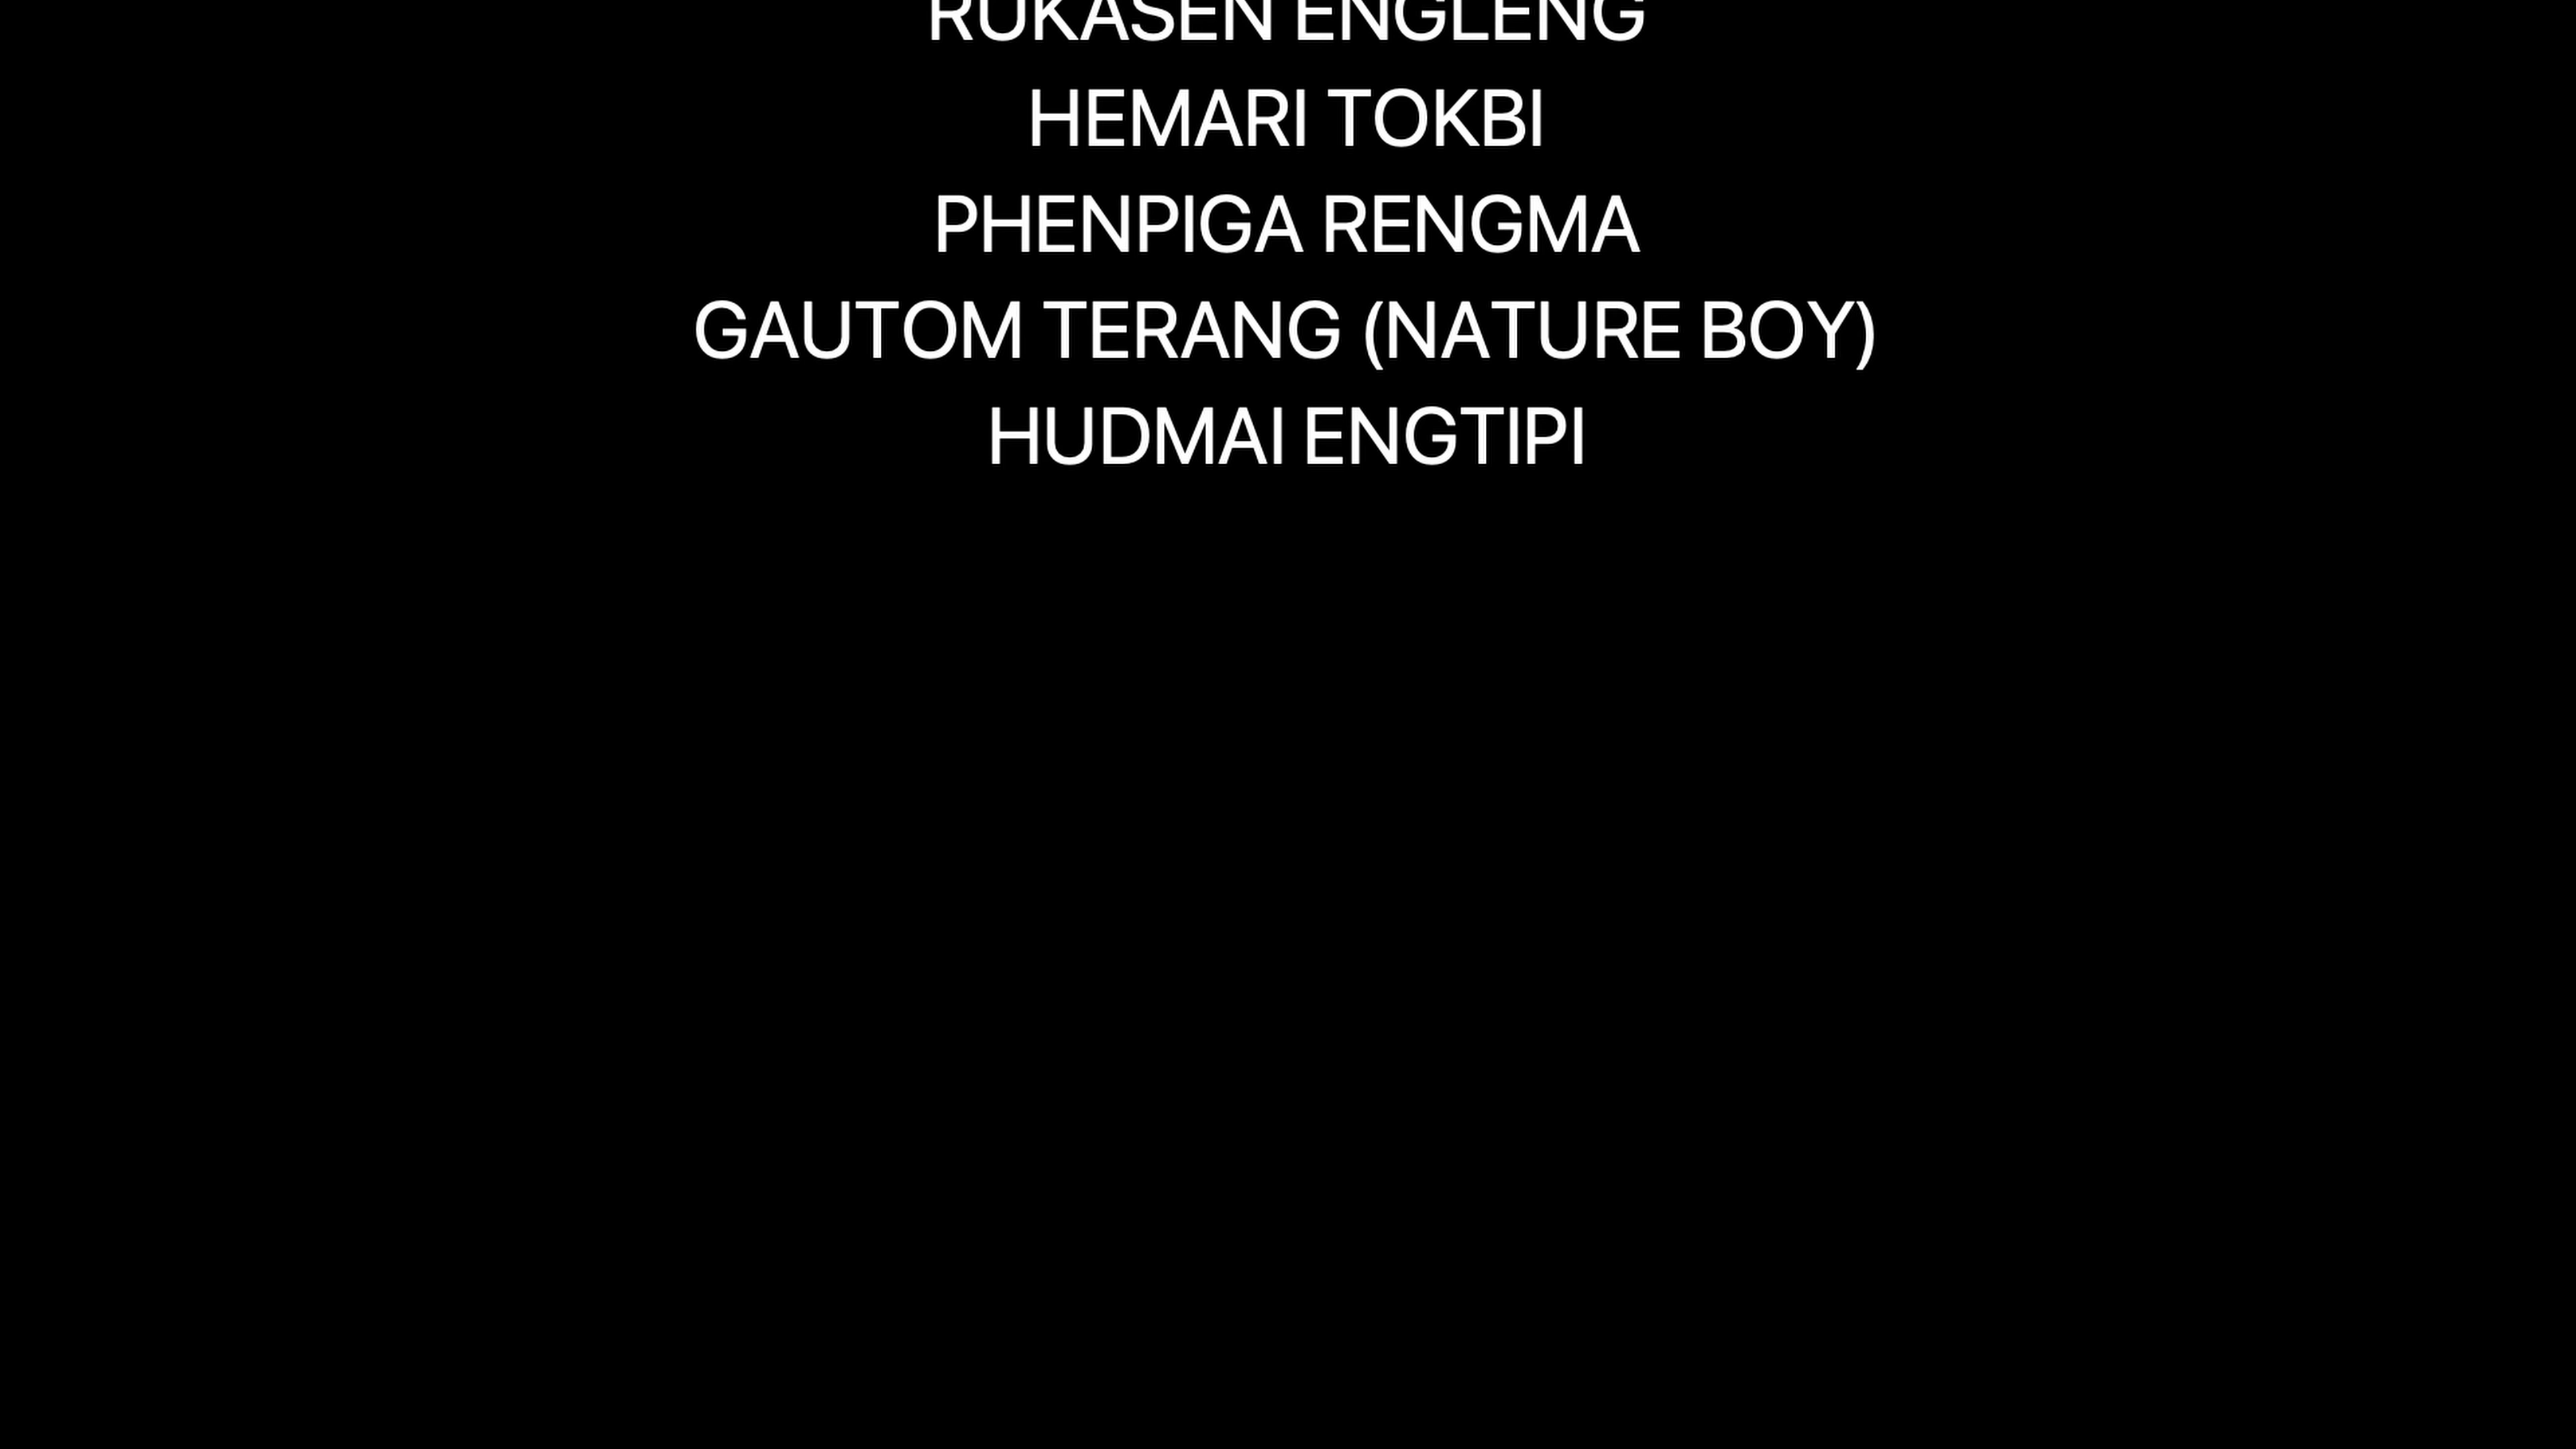 RUKASEN ENGLENG
HEMARI TOKBI
PHENPIGA RENGMA
GAUTOM TERANG (NATURE BOY)
HUDMAI ENGTIPI